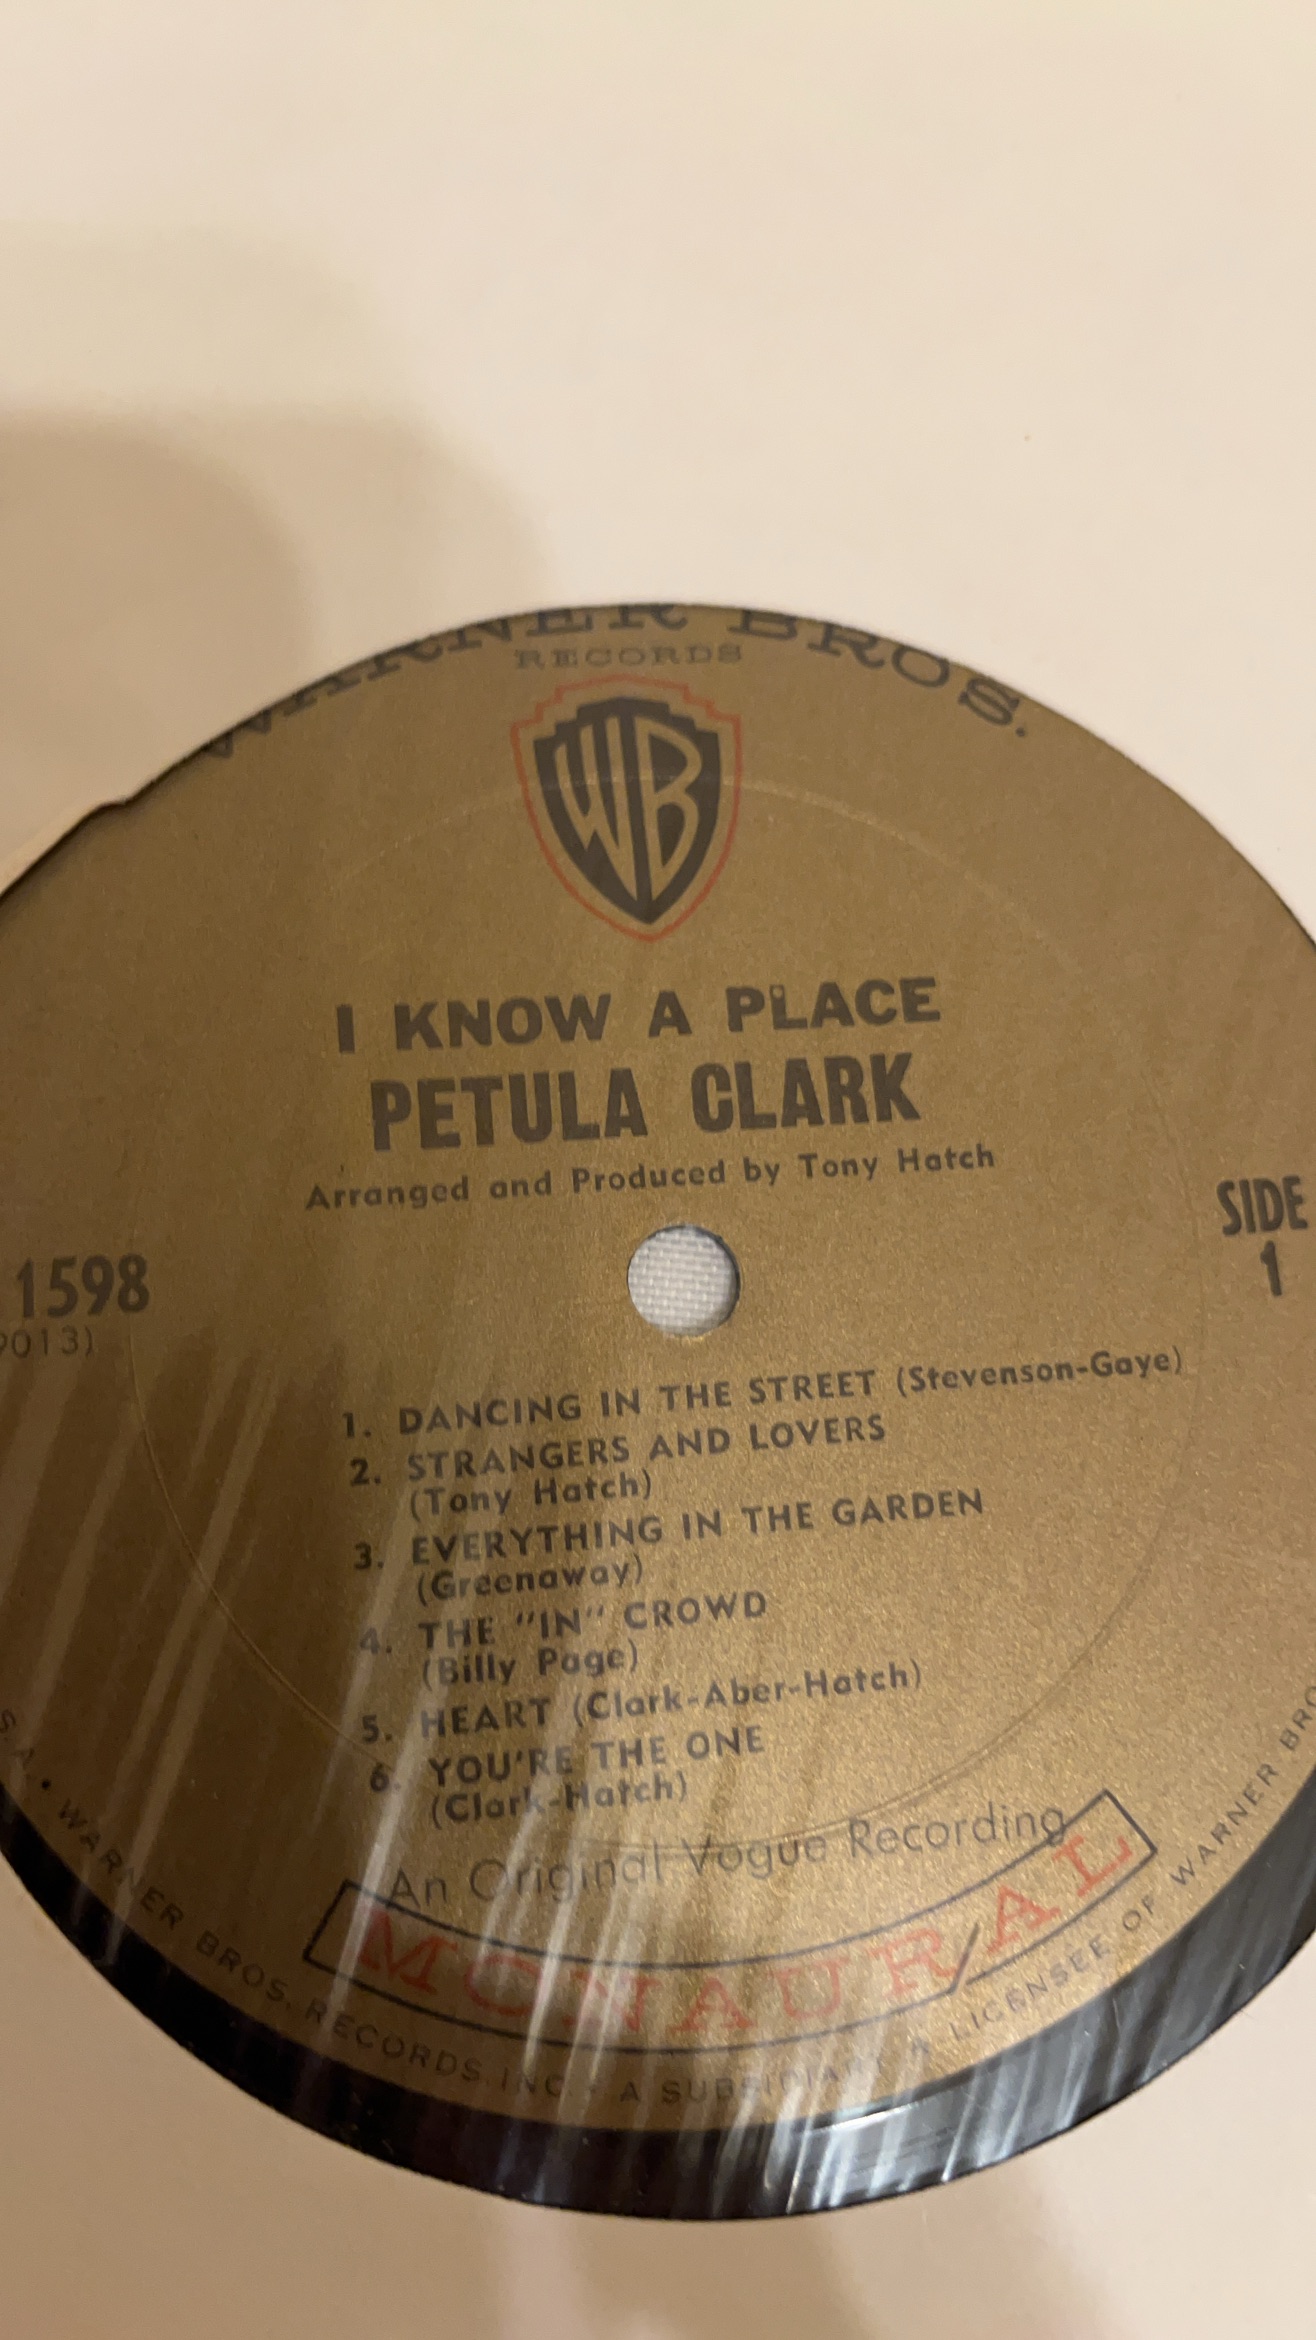 WARNER BROS.
RECORDS
WB
I KNOW A PLACE
PETULA CLARK
Arranged and Produced by Tony Hatch
1598
9013)
SIDE
1
1. DANCING IN THE STREET (Stevenson-Gaye)
2. STRANGERS AND LOVERS
(Tony Hatch)
3. EVERYTHING IN THE GARDEN
(Greenaway)
4. THE "IN" CROWD
(Billy Page)
5. HEART (Clark-Aber-Hatch)
6. YOU'RE THE ONE
(Clark-Hatch)
An Original Vogue Recording
MONAURAL
S. A. • WARNER BROS. RECORDS, INC. • A SUBSIDIARY & LICENSEE OF WARNER BRO